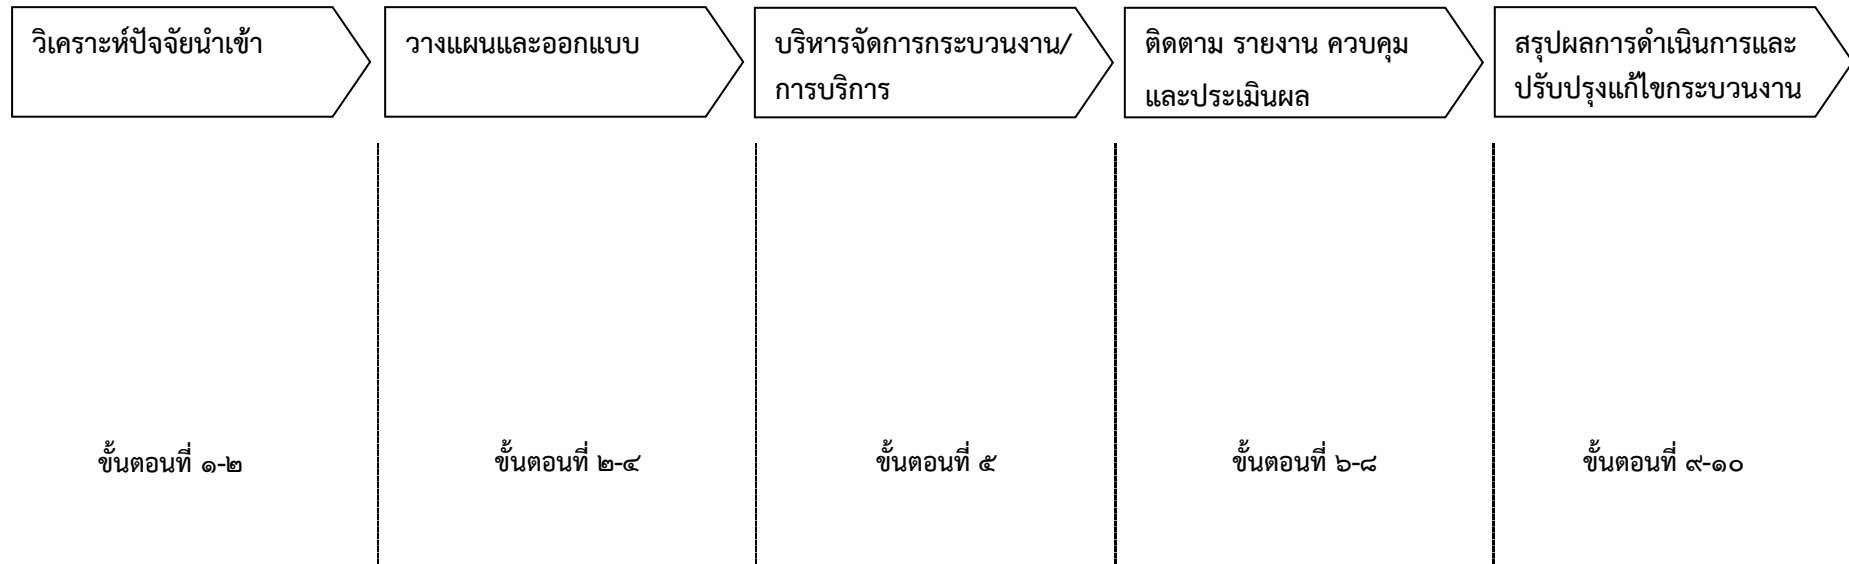 วิเคราะห์ปัจจัยนำเข้า
วางแผนและออกแบบ
บริหารจัดการกระบวนงาน/
การบริการ
ติดตาม รายงาน ควบคุม
และประเมินผล
สรุปผลการดำเนินการและ
ปรับปรุงแก้ไขกระบวนงาน
ขั้นตอนที่ ๑-๒
ขั้นตอนที่ ๒-๔
ขั้นตอนที่ ๕
ขั้นตอนที่ ๖-๘
ขั้นตอนที่ ๙-๑๐